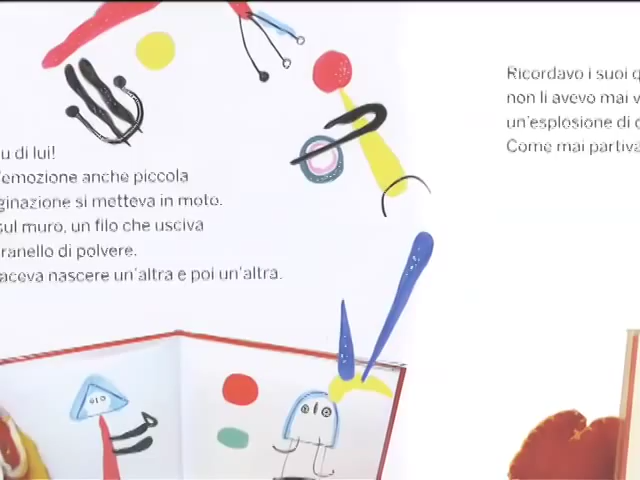 u di lui!
'emozione anche piccola
ginazione si metteva in moto.
sul muro, un filo che usciva
ranello di polvere.
aceva nascere un'altra e poi un'altra.
Ricordavo i suoi q
non li avevo mai v
un'esplosione di c
Come mai partiva